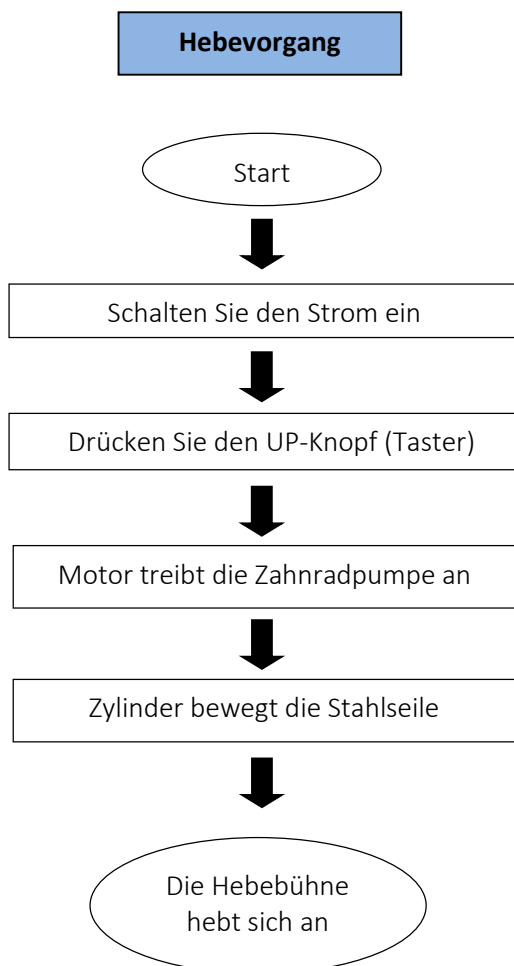 Hebevorgang
Start
Schalten Sie den Strom ein
Drücken Sie den UP-Knopf (Taster)
Motor treibt die Zahnradpumpe an
Zylinder bewegt die Stahlseile
Die Hebebühne
hebt sich an